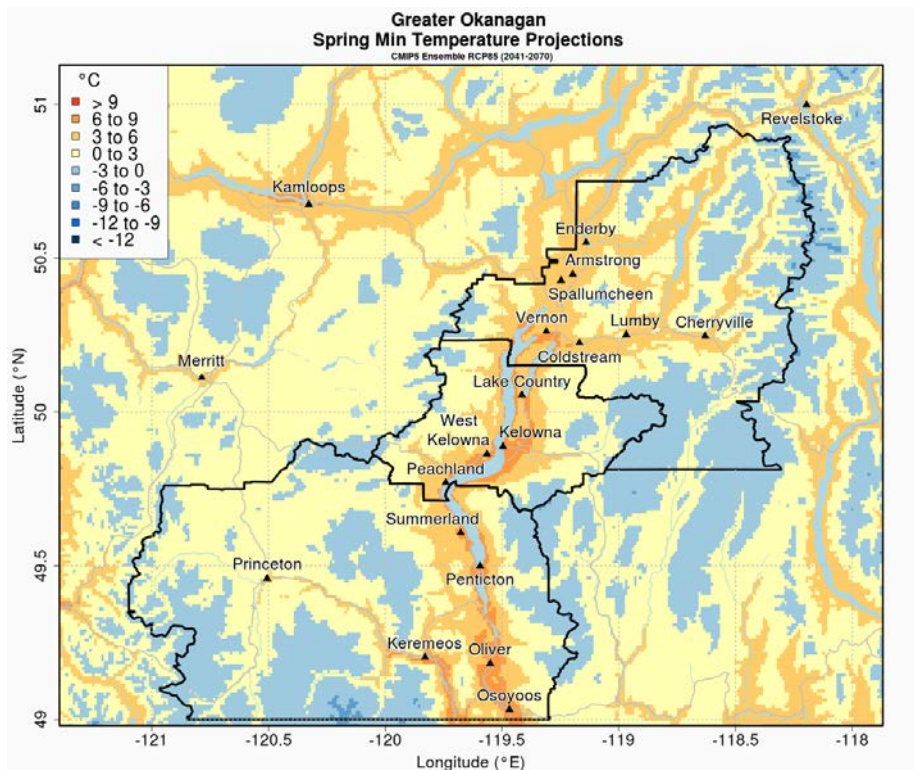 Greater Okanagan
Spring Min Temperature Projections
CMIP5 Ensemble RCP85 (2041-2070)
°C
> 9
6 to 9
3 to 6
0 to 3
-3 to 0
-6 to -3
-9 to -6
-12 to -9
< -12
51
50.5
50
49.5
49
Latitude (°N)
Revelstoke
Kamloops
Enderby
Armstrong
Spallumcheen
Vernon
Lumby
Cherryville
Coldstream
Merritt
Lake Country
West
Kelowna
Kelowna
Peachland
Summerland
Princeton
Penticton
Keremeos
Oliver
Osoyoos
-121
-120.5
-120
-119.5
-119
-118.5
-118
Longitude (°E)